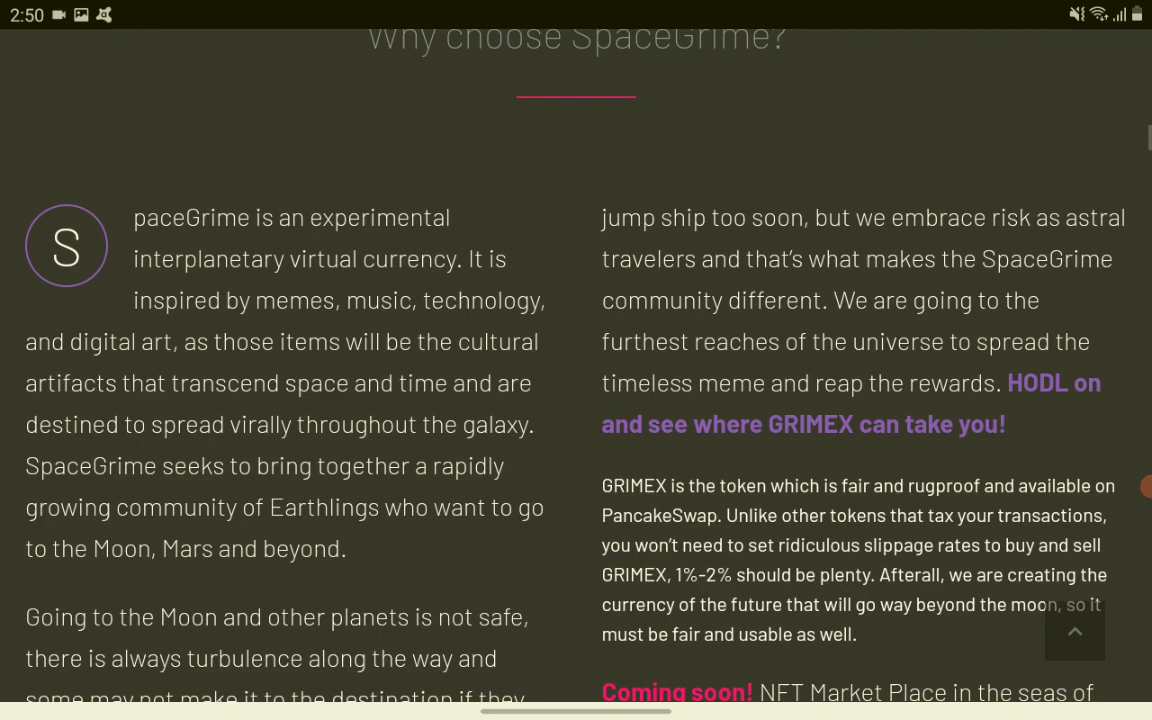 2:50
Why choose SpaceGrime?
S
paceGrime is an experimental
interplanetary virtual currency. It is
inspired by memes, music, technology,
and digital art, as those items will be the cultural
artifacts that transcend space and time and are
destined to spread virally throughout the galaxy.
SpaceGrime seeks to bring together a rapidly
growing community of Earthlings who want to go
to the Moon, Mars and beyond.
Going to the Moon and other planets is not safe,
there is always turbulence along the way and
some may not make it to the destination if they
jump ship too soon, but we embrace risk as astral
travelers and that's what makes the SpaceGrime
community different. We are going to the
furthest reaches of the universe to spread the
timeless meme and reap the rewards. HODL on
and see where GRIMEX can take you!
GRIMEX is the token which is fair and rugproof and available on
PancakeSwap. Unlike other tokens that tax your transactions,
you won't need to set ridiculous slippage rates to buy and sell
GRIMEX, 1%-2% should be plenty. Afterall, we are creating the
currency of the future that will go way beyond the moon, so it
must be fair and usable as well.
Coming soon! NFT Market Place in the seas of